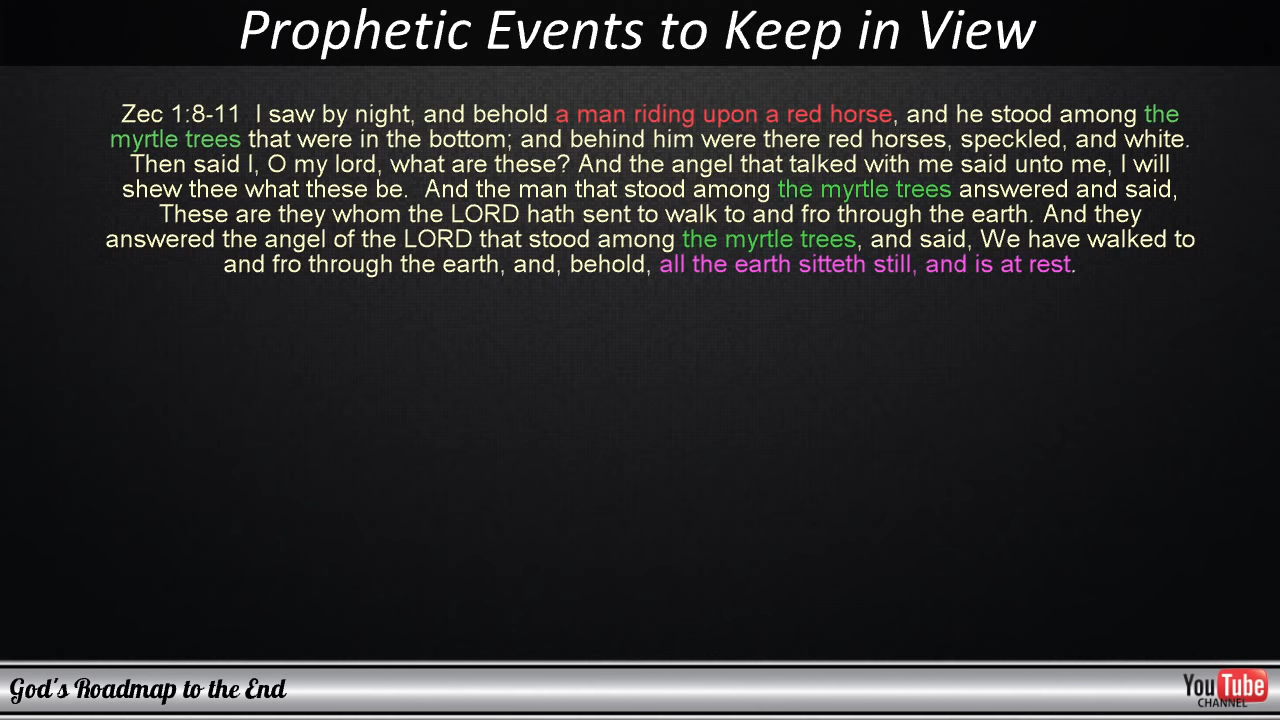 Prophetic Events to Keep in View
Zec 1:8-11  I saw by night, and behold a man riding upon a red horse, and he stood among the
myrtle trees that were in the bottom; and behind him were there red horses, speckled, and white.
Then said I, O my lord, what are these? And the angel that talked with me said unto me, I will
shew thee what these be.  And the man that stood among the myrtle trees answered and said,
These are they whom the LORD hath sent to walk to and fro through the earth. And they
answered the angel of the LORD that stood among the myrtle trees, and said, We have walked to
and fro through the earth, and, behold, all the earth sitteth still, and is at rest.
God's Roadmap to the End
YouTube
CHANNEL